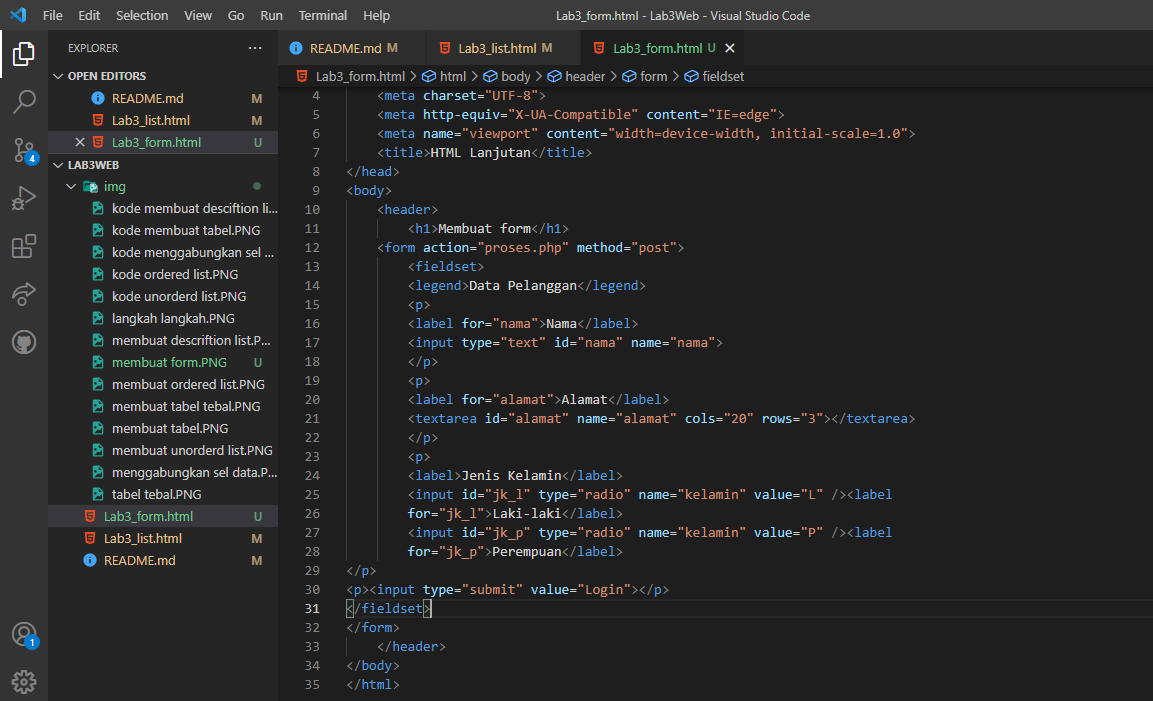 File Edit Selection View Go Run Terminal Help Lab3_form.html - Lab3Web - Visual Studio Code
EXPLORER ...
OPEN EDITORS
README.md M
Lab3_list.html M
Lab3_form.html U
LAB3WEB
img
kode membuat desciftion li...
kode membuat tabel.PNG
kode menggabungkan sel ...
kode ordered list.PNG
kode unorderd list.PNG
langkah langkah.PNG
membuat descriftion list.P...
membuat form.PNG U
membuat ordered list.PNG
membuat tabel tebal.PNG
membuat tabel.PNG
membuat unorderd list.PNG
menggabungkan sel data.P...
tabel tebal.PNG
Lab3_form.html U
Lab3_list.html M
README.md M
4
1
README.md M Lab3_list.html M Lab3_form.html U
Lab3_form.html > html > body > header > form > fieldset
4 <meta charset="UTF-8">
5 <meta http-equiv="X-UA-Compatible" content="IE=edge">
6 <meta name="viewport" content="width=device-width, initial-scale=1.0">
7 <title>HTML Lanjutan</title>
8 </head>
9 <body>
10 <header>
11 <h1>Membuat form</h1>
12 <form action="proses.php" method="post">
13 <fieldset>
14 <legend>Data Pelanggan</legend>
15 <p>
16 <label for="nama">Nama</label>
17 <input type="text" id="nama" name="nama">
18 </p>
19 <p>
20 <label for="alamat">Alamat</label>
21 <textarea id="alamat" name="alamat" cols="20" rows="3"></textarea>
22 </p>
23 <p>
24 <label>Jenis Kelamin</label>
25 <input id="jk_l" type="radio" name="kelamin" value="L" /><label
26 for="jk_l">Laki-laki</label>
27 <input id="jk_p" type="radio" name="kelamin" value="P" /><label
28 for="jk_p">Perempuan</label>
29 </p>
30 <p><input type="submit" value="Login"></p>
31 </fieldset>
32 </form>
33 </header>
34 </body>
35 </html>